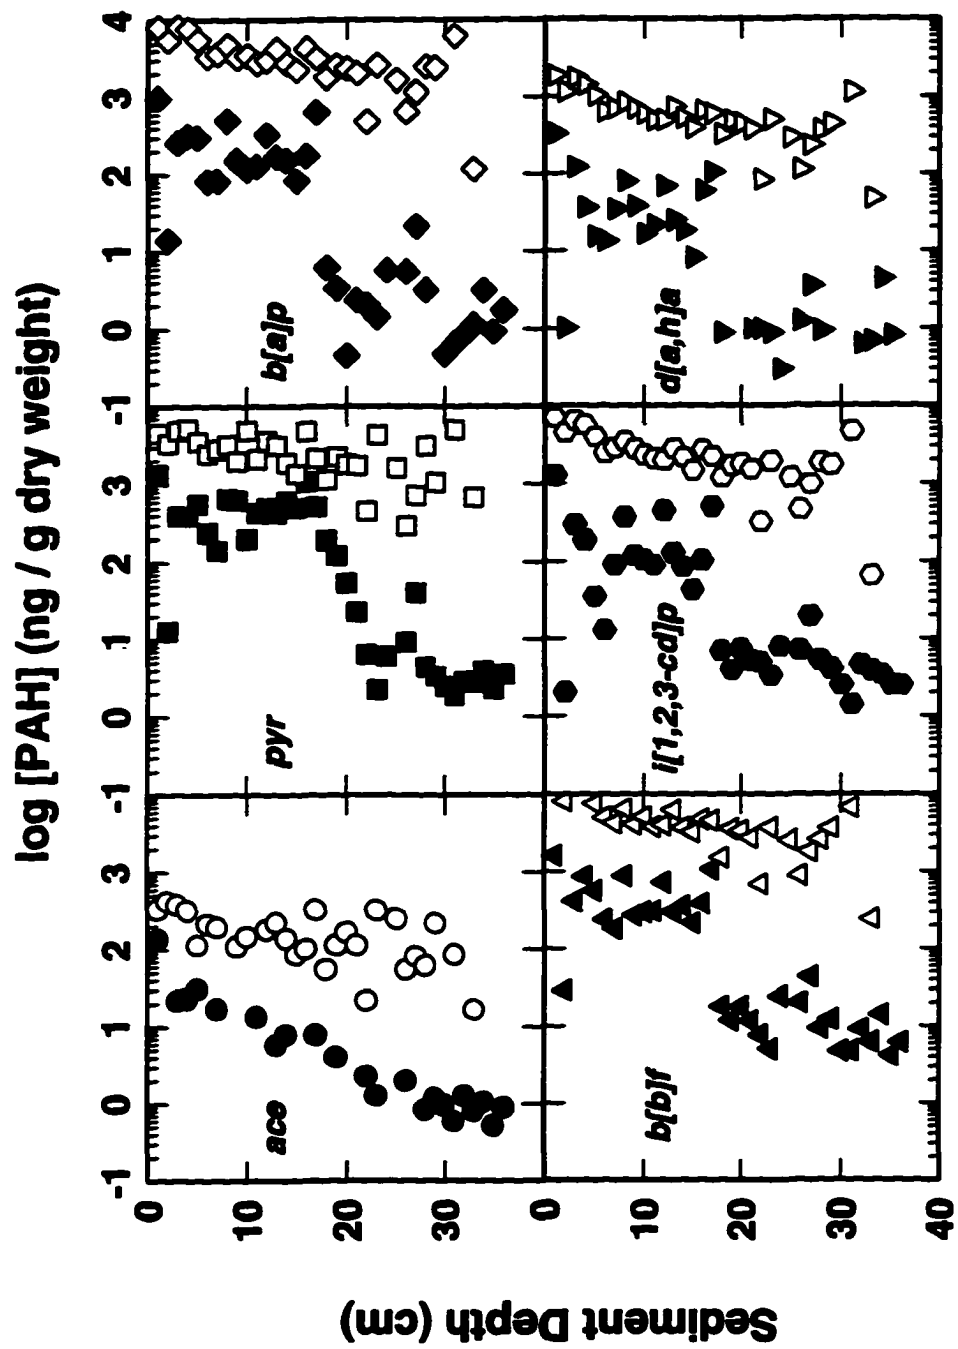 log [PAH] (ng / g dry weight)
-1 0 1 2 3 -1 0 1 2 3 -1 0 1 2 3 4
0
10
20
30
ace
pyr
b[a]p
0
10
20
30
40
b[b]f
i[1,2,3-cd]p
d[a,h]a
Sediment Depth (cm)